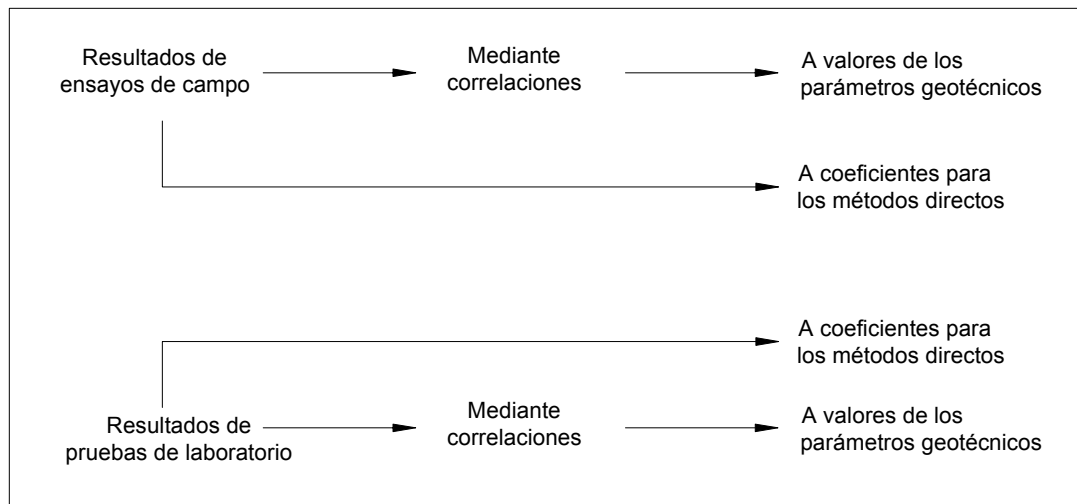 Resultados de
ensayos de campo
Mediante
correlaciones
A valores de los
parámetros geotécnicos
A coeficientes para
los métodos directos
A coeficientes para
los métodos directos
Resultados de
pruebas de laboratorio
Mediante
correlaciones
A valores de los
parámetros geotécnicos